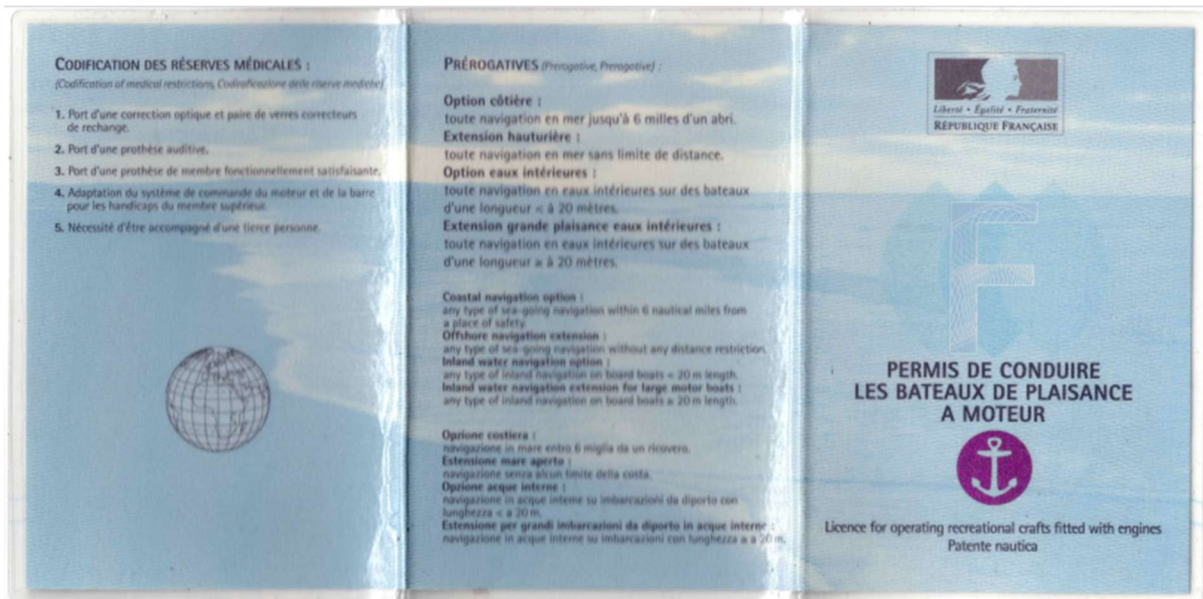 CODIFICATION DES RÉSERVES MÉDICALES :
(Codification of medical restrictions, Codificazione delle riserve mediche)
1. Port d'une correction optique et paire de verres correcteurs
de rechange.
2. Port d'une prothèse auditive.
3. Port d'une prothèse de membre fonctionnellement satisfaisante.
4. Adaptation du système de commande du moteur et de la barre
pour les handicaps du membre supérieur.
5. Nécessité d'être accompagné d'une tierce personne.
PRÉROGATIVES (Prerogative, Prerogative) :
Option côtière :
toute navigation en mer jusqu'à 6 milles d'un abri.
Extension hauturière :
toute navigation en mer sans limite de distance.
Option eaux intérieures :
toute navigation en eaux intérieures sur des bateaux
d'une longueur < à 20 mètres.
Extension grande plaisance eaux intérieures :
toute navigation en eaux intérieures sur des bateaux
d'une longueur ≥ à 20 mètres.
Coastal navigation option :
any type of sea-going navigation within 6 nautical miles from
a place of safety.
Offshore navigation extension :
any type of sea-going navigation without any distance restriction.
Inland water navigation option :
any type of inland navigation on board boats < 20 m length.
Inland water navigation extension for large motor boats :
any type of inland navigation on board boats ≥ 20 m length.
Opzione costiera :
navigazione in mare entro 6 miglia da un ricovero.
Estensione mare aperto :
navigazione senza alcun limite della costa.
Opzione acque interne :
navigazione in acque interne su imbarcazioni da diporto con
lunghezza < a 20 m.
Estensione per grandi imbarcazioni da diporto in acque interne :
navigazione in acque interne su imbarcazioni con lunghezza ≥ a 20 m.
Liberté • Égalité • Fraternité
RÉPUBLIQUE FRANÇAISE
F
PERMIS DE CONDUIRE
LES BATEAUX DE PLAISANCE
A MOTEUR
Licence for operating recreational crafts fitted with engines
Patente nautica